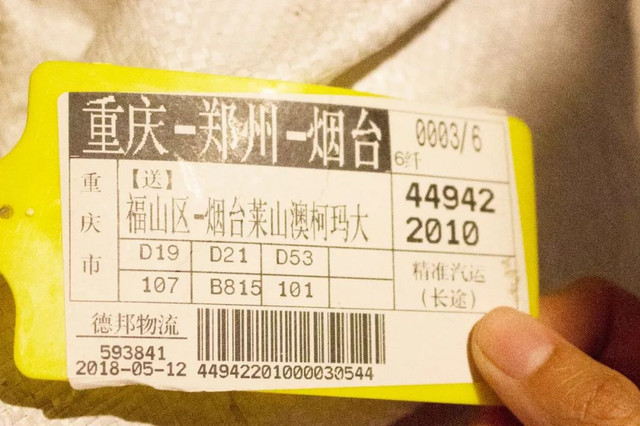 重庆-郑州-烟台
0003/6
6纤
重庆市
【送】
福山区-烟台莱山澳柯玛大
44942
2010
D19 D21 D53
107 B815 101
精准汽运
(长途)
德邦物流
593841
2018-05-12
44942201000030544